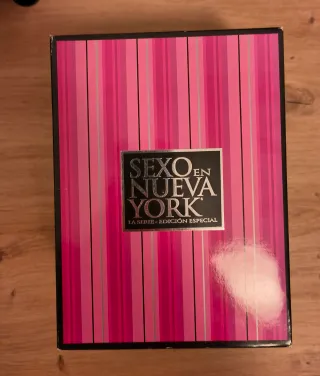 SEXO EN
NUEVA
YORK
LA SERIE · EDICIÓN ESPECIAL